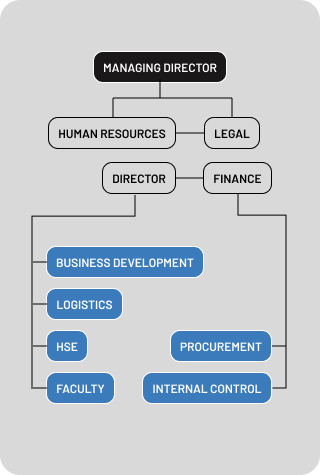 MANAGING DIRECTOR
HUMAN RESOURCES
LEGAL
DIRECTOR
FINANCE
BUSINESS DEVELOPMENT
LOGISTICS
HSE
PROCUREMENT
FACULTY
INTERNAL CONTROL